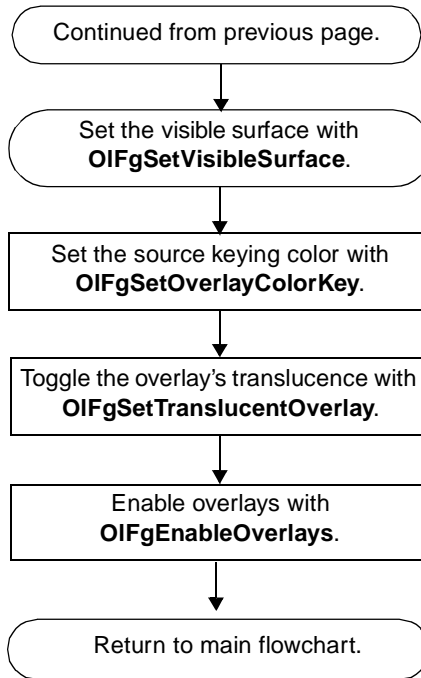 Continued from previous page.
Set the visible surface with
OlFgSetVisibleSurface.
Set the source keying color with
OlFgSetOverlayColorKey.
Toggle the overlay’s translucence with
OlFgSetTranslucentOverlay.
Enable overlays with
OlFgEnableOverlays.
Return to main flowchart.